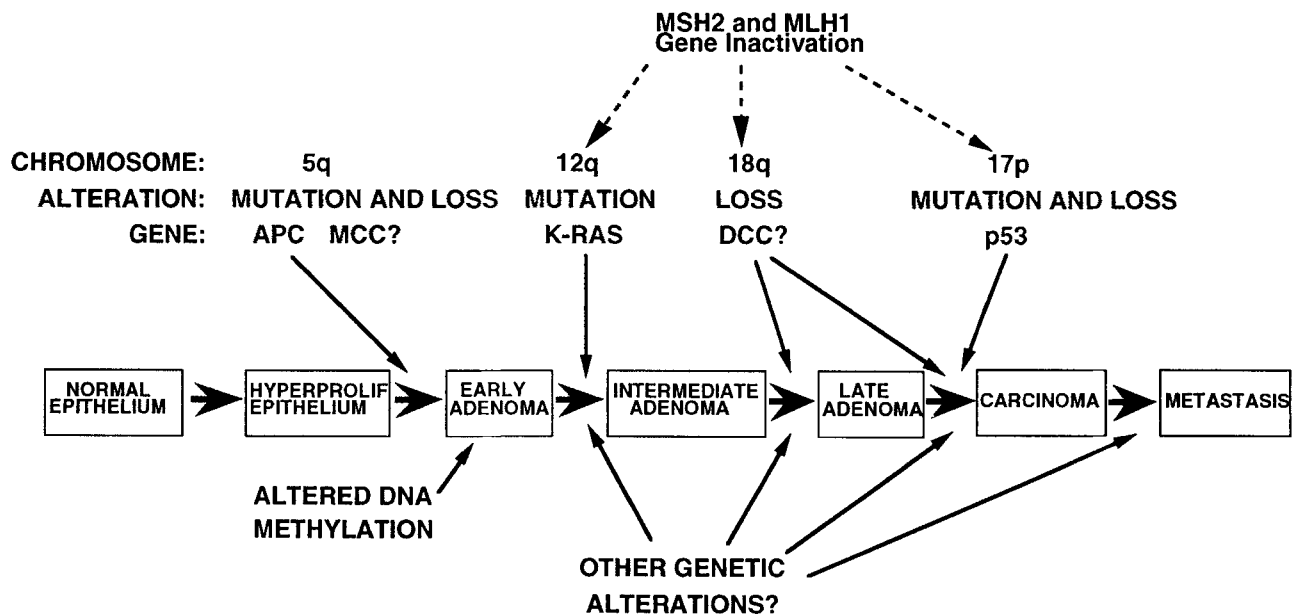 MSH2 and MLH1
Gene Inactivation
CHROMOSOME: 5q 12q 18q 17p
ALTERATION: MUTATION AND LOSS MUTATION LOSS MUTATION AND LOSS
GENE: APC MCC? K-RAS DCC? p53
NORMAL
EPITHELIUM
HYPERPROLIF
EPITHELIUM
EARLY
ADENOMA
INTERMEDIATE
ADENOMA
LATE
ADENOMA
CARCINOMA
METASTASIS
ALTERED DNA
METHYLATION
OTHER GENETIC
ALTERATIONS?